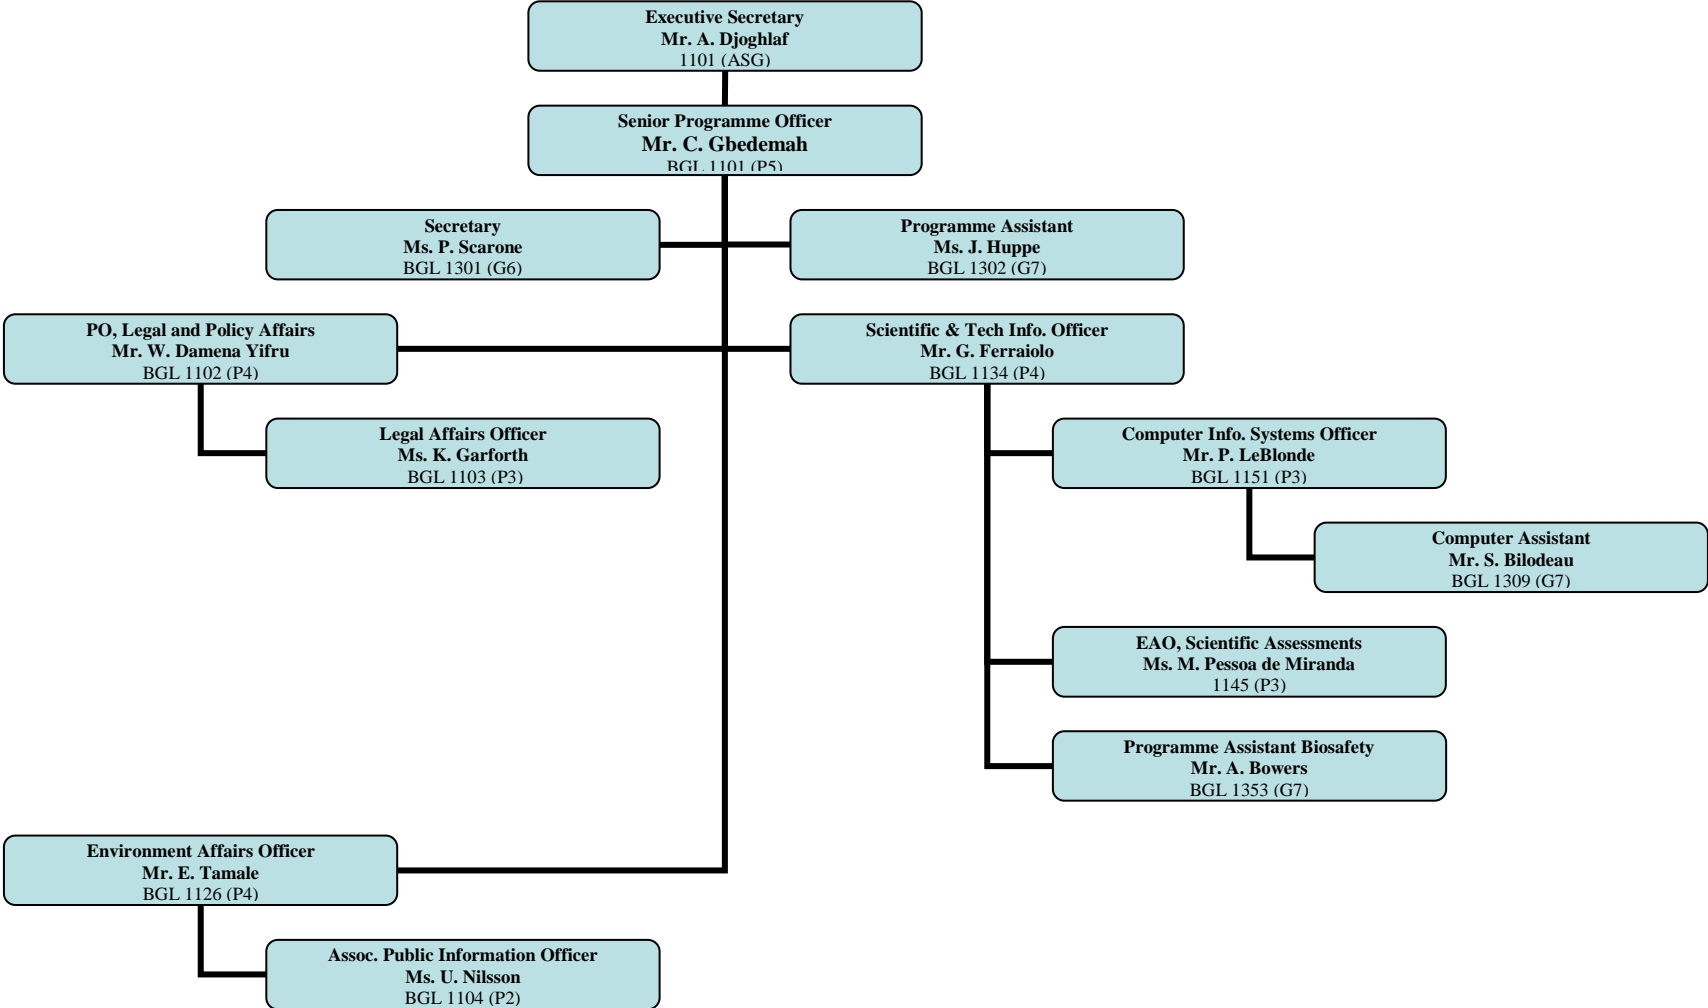 Executive Secretary
Mr. A. Djoghlaf
1101 (ASG)
Senior Programme Officer
Mr. C. Gbedemah
BGL 1101 (P5)
Secretary
Ms. P. Scarone
BGL 1301 (G6)
Programme Assistant
Ms. J. Huppe
BGL 1302 (G7)
PO, Legal and Policy Affairs
Mr. W. Damena Yifru
BGL 1102 (P4)
Scientific & Tech Info. Officer
Mr. G. Ferraiolo
BGL 1134 (P4)
Legal Affairs Officer
Ms. K. Garforth
BGL 1103 (P3)
Computer Info. Systems Officer
Mr. P. LeBlonde
BGL 1151 (P3)
Computer Assistant
Mr. S. Bilodeau
BGL 1309 (G7)
EAO, Scientific Assessments
Ms. M. Pessoa de Miranda
1145 (P3)
Programme Assistant Biosafety
Mr. A. Bowers
BGL 1353 (G7)
Environment Affairs Officer
Mr. E. Tamale
BGL 1126 (P4)
Assoc. Public Information Officer
Ms. U. Nilsson
BGL 1104 (P2)